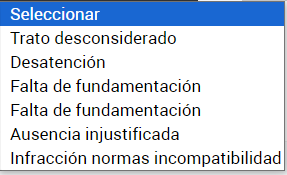 Seleccionar
Trato desconsiderado
Desatención
Falta de fundamentación
Falta de fundamentación
Ausencia injustificada
Infracción normas incompatibilidad